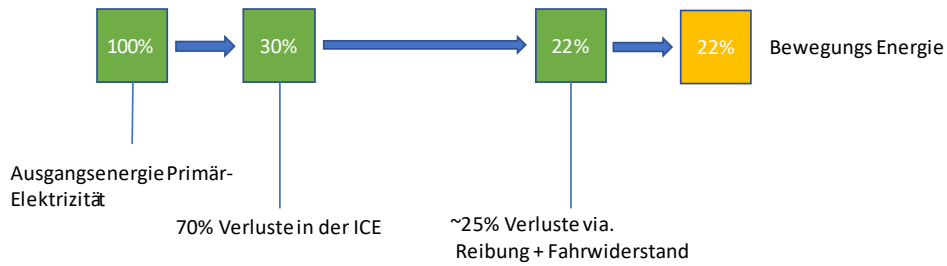 100%
30%
22%
22%
Bewegungs Energie
Ausgangsenergie Primär-
Elektrizität
70% Verluste in der ICE
~25% Verluste via.
Reibung + Fahrwiderstand